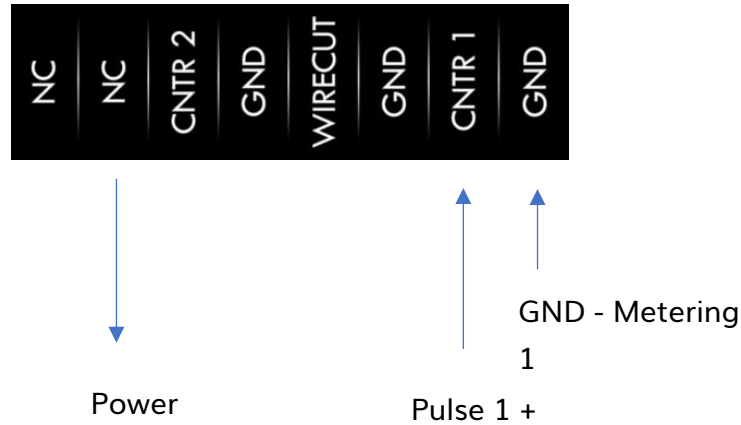 NC
NC
CNTR 2
GND
WIRECUT
GND
CNTR 1
GND
GND - Metering
1
Power
Pulse 1 +